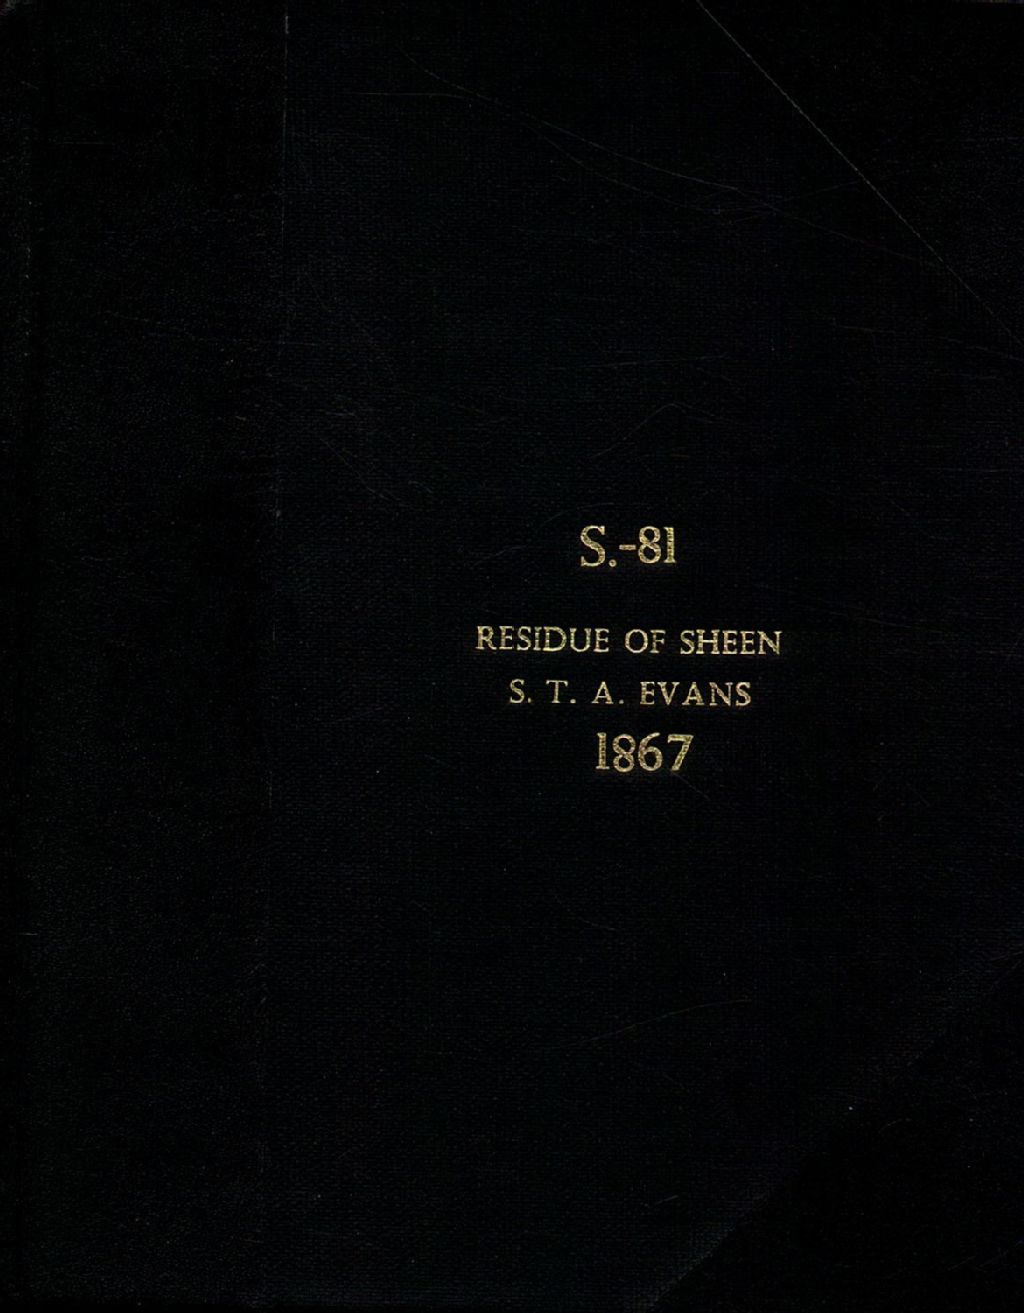 S.-81
RESIDUE OF SHEEN
S. T. A. EVANS
1867